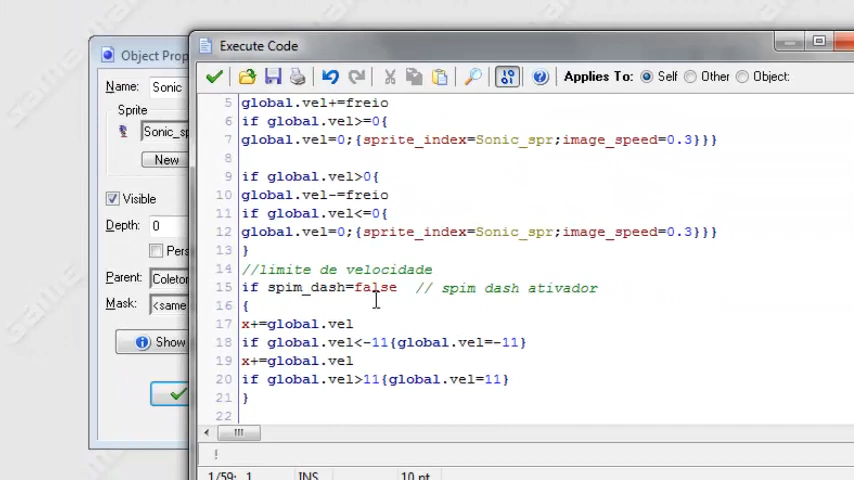 Object Prop
Execute Code
Applies To: Self Other Object:
Name: Sonic
Sprite
Sonic_sp
New
Visible
Depth: 0
Pers
Parent: Coletor
Mask: <same
Show
5 global.vel+=freio
6 if global.vel>=0{
7 global.vel=0;{sprite_index=Sonic_spr;image_speed=0.3}}}
8
9 if global.vel>0{
10 global.vel-=freio
11 if global.vel<=0{
12 global.vel=0;{sprite_index=Sonic_spr;image_speed=0.3}}}
13 }
14 //limite de velocidade
15 if spim_dash=false // spim dash ativador
16 {
17 x+=global.vel
18 if global.vel<-11{global.vel=-11}
19 x+=global.vel
20 if global.vel>11{global.vel=11}
21 }
22
!
1/59: 1 INS 10 pt